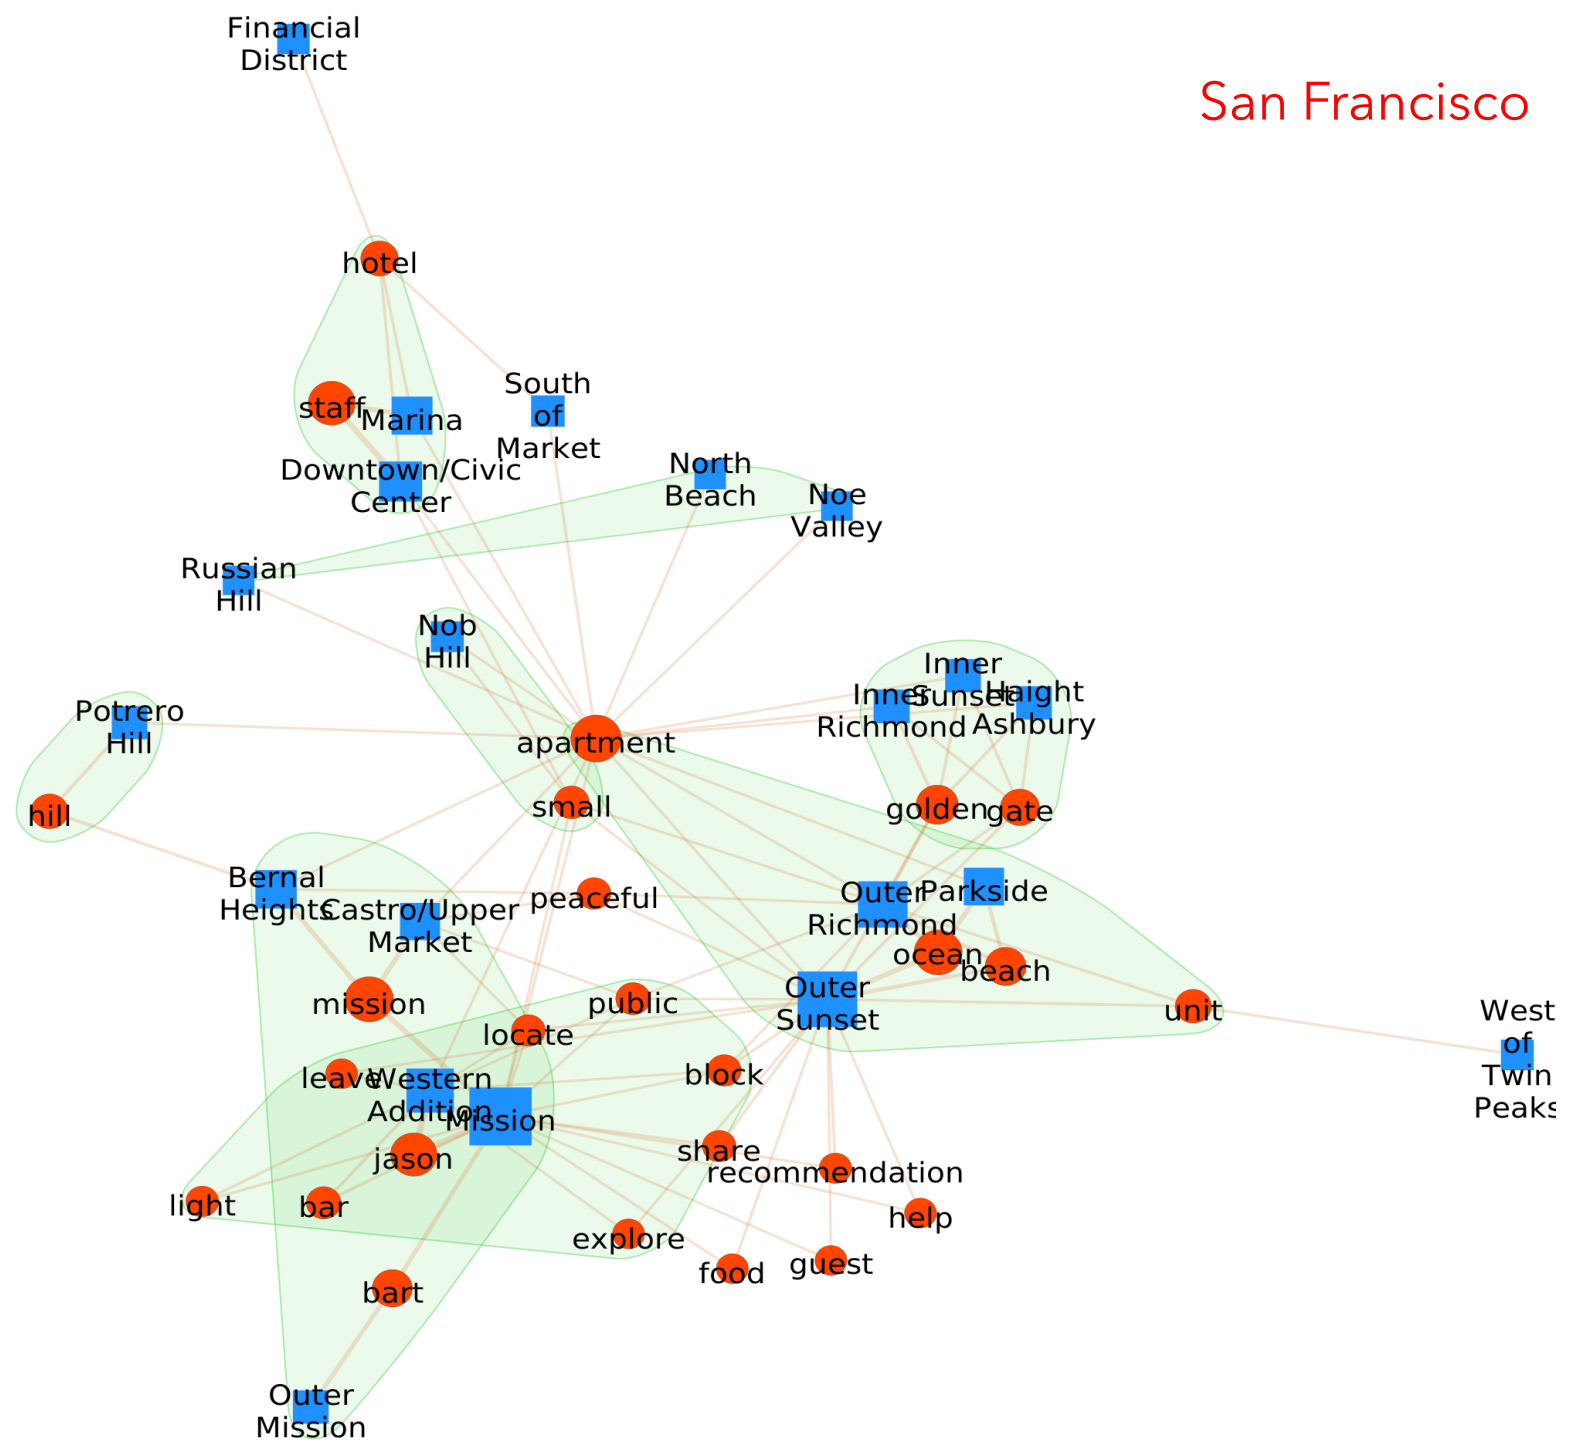 Financial
District
San Francisco
hotel
South
of
Market
staff
Marina
Downtown/Civic
Center
North
Beach
Noe
Valley
Russian
Hill
Nob
Hill
Inner
Sunset
Inner
Richmond
Haight
Ashbury
Potrero
Hill
apartment
small
golden
gate
hill
Bernal
Heights
Castro/Upper
Market
peaceful
Outer
Richmond
Parkside
ocean
beach
mission
public
locate
Outer
Sunset
unit
West
of
Twin
Peaks
leave
Western
Addition
Mission
block
jason
share
recommendation
light
bar
help
explore
food
guest
bart
Outer
Mission